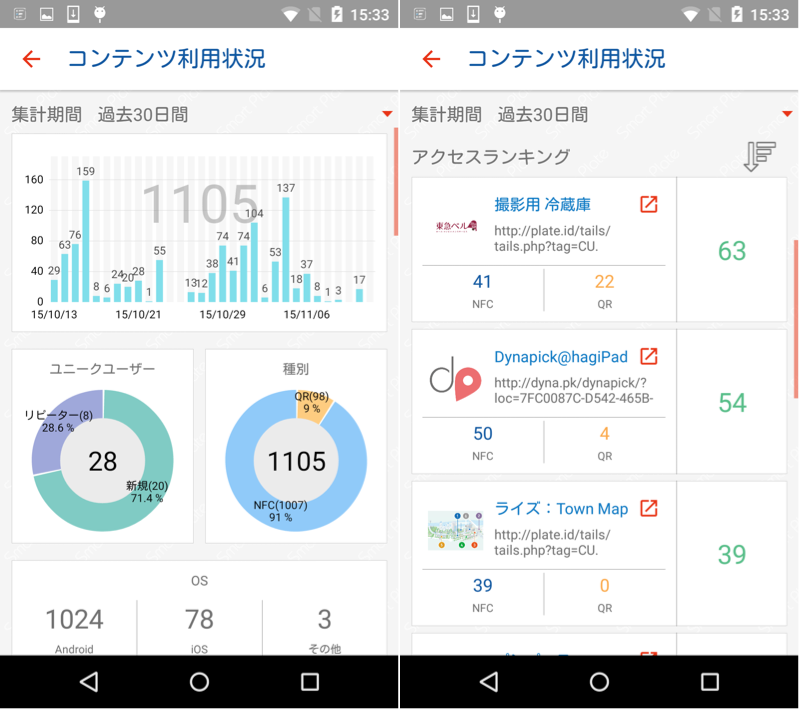 15:33
コンテンツ利用状況
集計期間 過去30日間
1105
160
120
80
40
0
29
63
76
159
8
6
24
20
28
1
55
13
12
38
74
41
74
104
6
53
137
18
37
8
1
3
17
15/10/13
15/10/21
15/10/29
15/11/06
ユニークユーザー
リピーター(8)
28.6 %
28
新規(20)
71.4 %
種別
QR(98)
9 %
1105
NFC(1007)
91 %
OS
1024
Android
78
iOS
3
その他
15:33
コンテンツ利用状況
集計期間 過去30日間
アクセスランキング
東急ベル
撮影用 冷蔵庫
http://plate.id/tails/
tails.php?tag=CU.
41
NFC
22
QR
63
Dynapick@hagiPad
http://dyna.pk/dynapick/?
loc=7FC0087C-D542-465B-
50
NFC
4
QR
54
ライズ：Town Map
http://plate.id/tails/
tails.php?tag=CU.
39
NFC
0
QR
39